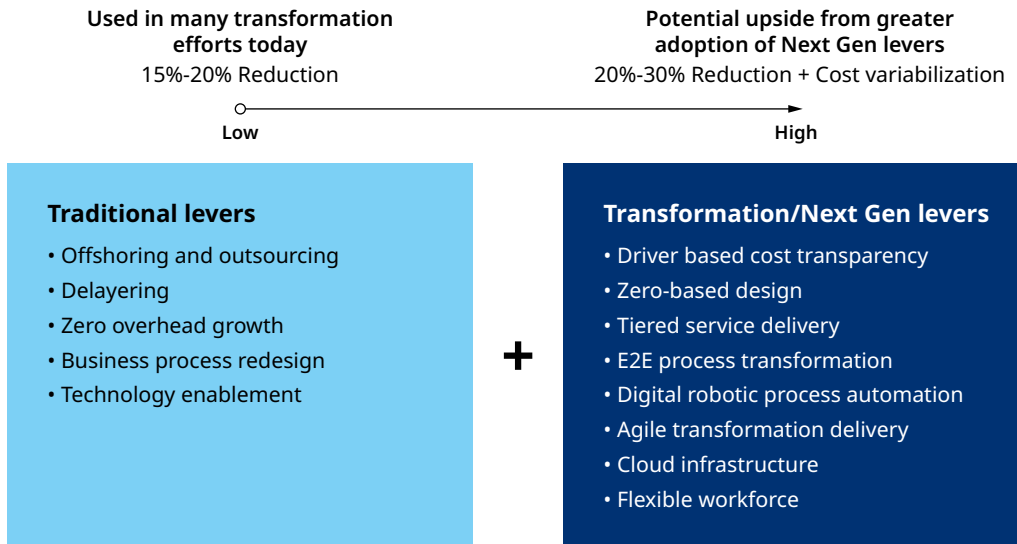 Used in many transformation
efforts today
15%-20% Reduction
Potential upside from greater
adoption of Next Gen levers
20%-30% Reduction + Cost variabilization
Low
High
Traditional levers
• Offshoring and outsourcing
• Delayering
• Zero overhead growth
• Business process redesign
• Technology enablement
+
Transformation/Next Gen levers
• Driver based cost transparency
• Zero-based design
• Tiered service delivery
• E2E process transformation
• Digital robotic process automation
• Agile transformation delivery
• Cloud infrastructure
• Flexible workforce